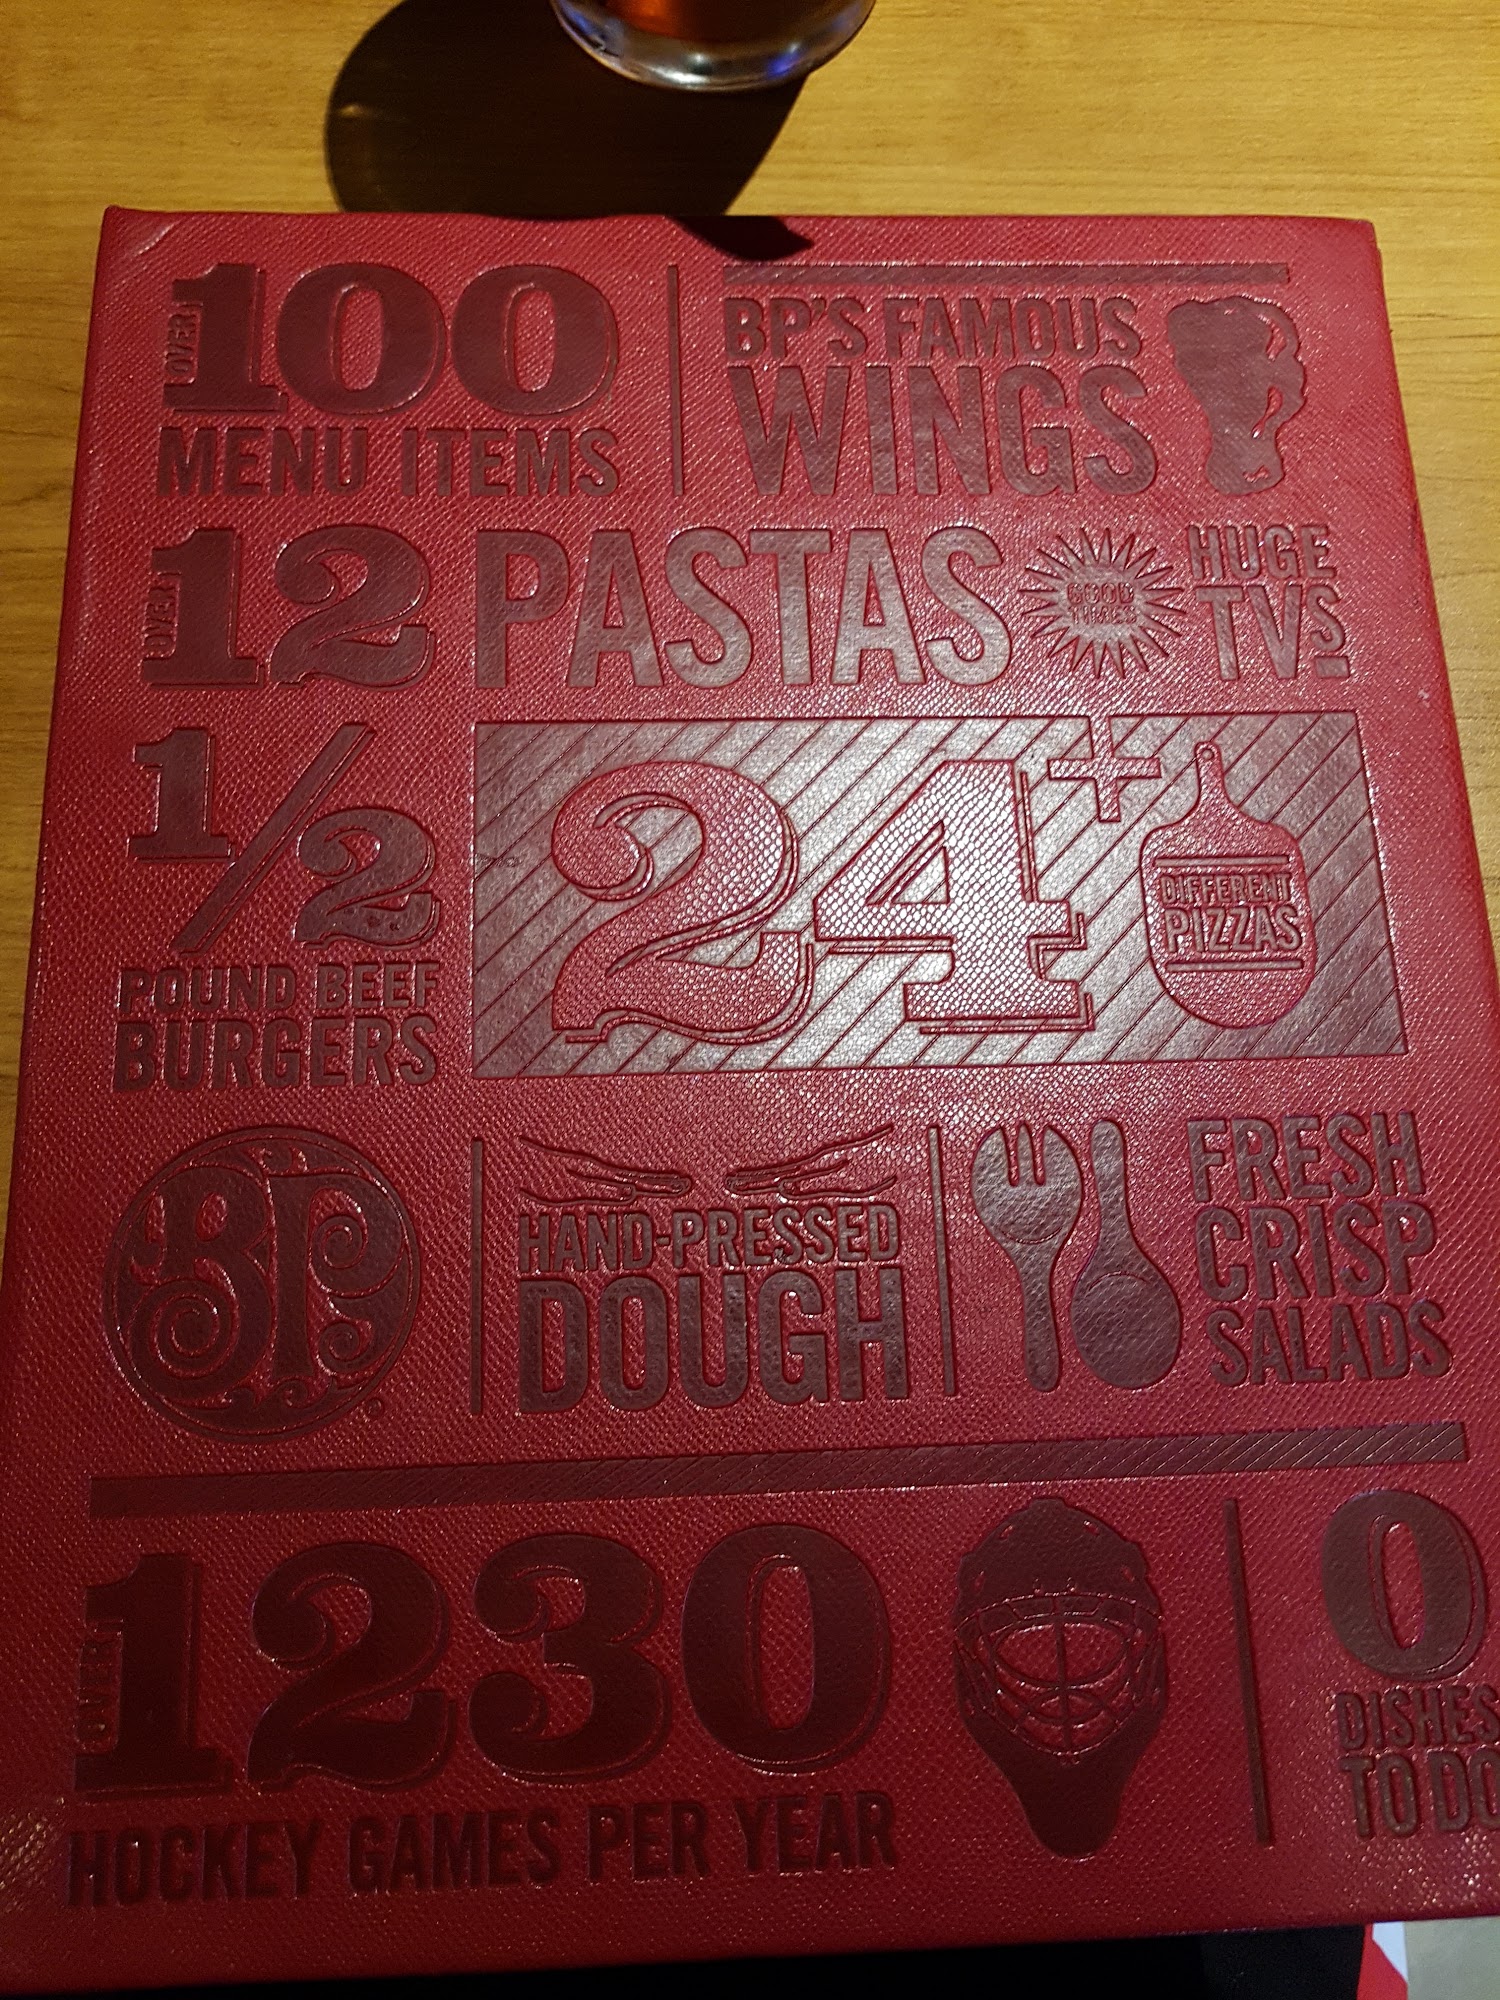 OVER 100
MENU ITEMS
BP'S FAMOUS
WINGS
OVER 12 PASTAS
GOOD
TIMES
HUGE
TVS
1/2
POUND BEEF
BURGERS
24+
DIFFERENT
PIZZAS
BP
HAND-PRESSED
DOUGH
FRESH
CRISP
SALADS
OVER 1230
HOCKEY GAMES PER YEAR
0
DISHES
TO DO